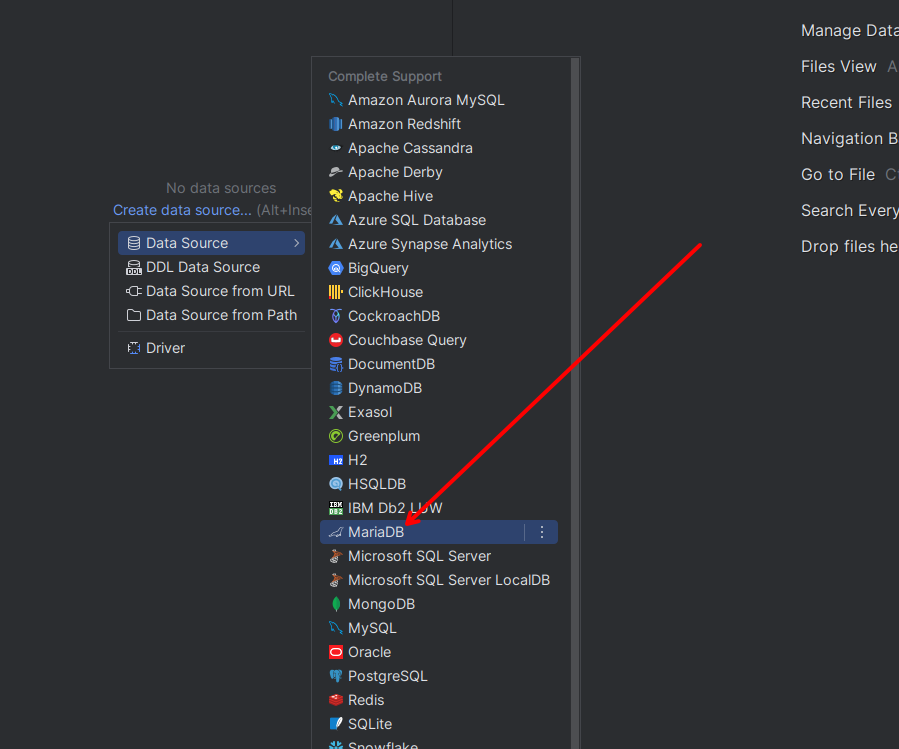 No data sources
Create data source... (Alt+Inse
Data Source
DDL Data Source
Data Source from URL
Data Source from Path
Driver
Complete Support
Amazon Aurora MySQL
Amazon Redshift
Apache Cassandra
Apache Derby
Apache Hive
Azure SQL Database
Azure Synapse Analytics
BigQuery
ClickHouse
CockroachDB
Couchbase Query
DocumentDB
DynamoDB
Exasol
Greenplum
H2
HSQLDB
IBM Db2 LUW
MariaDB
Microsoft SQL Server
Microsoft SQL Server LocalDB
MongoDB
MySQL
Oracle
PostgreSQL
Redis
SQLite
Snowflake
Manage Data
Files View A
Recent Files
Navigation B
Go to File C
Search Every
Drop files he